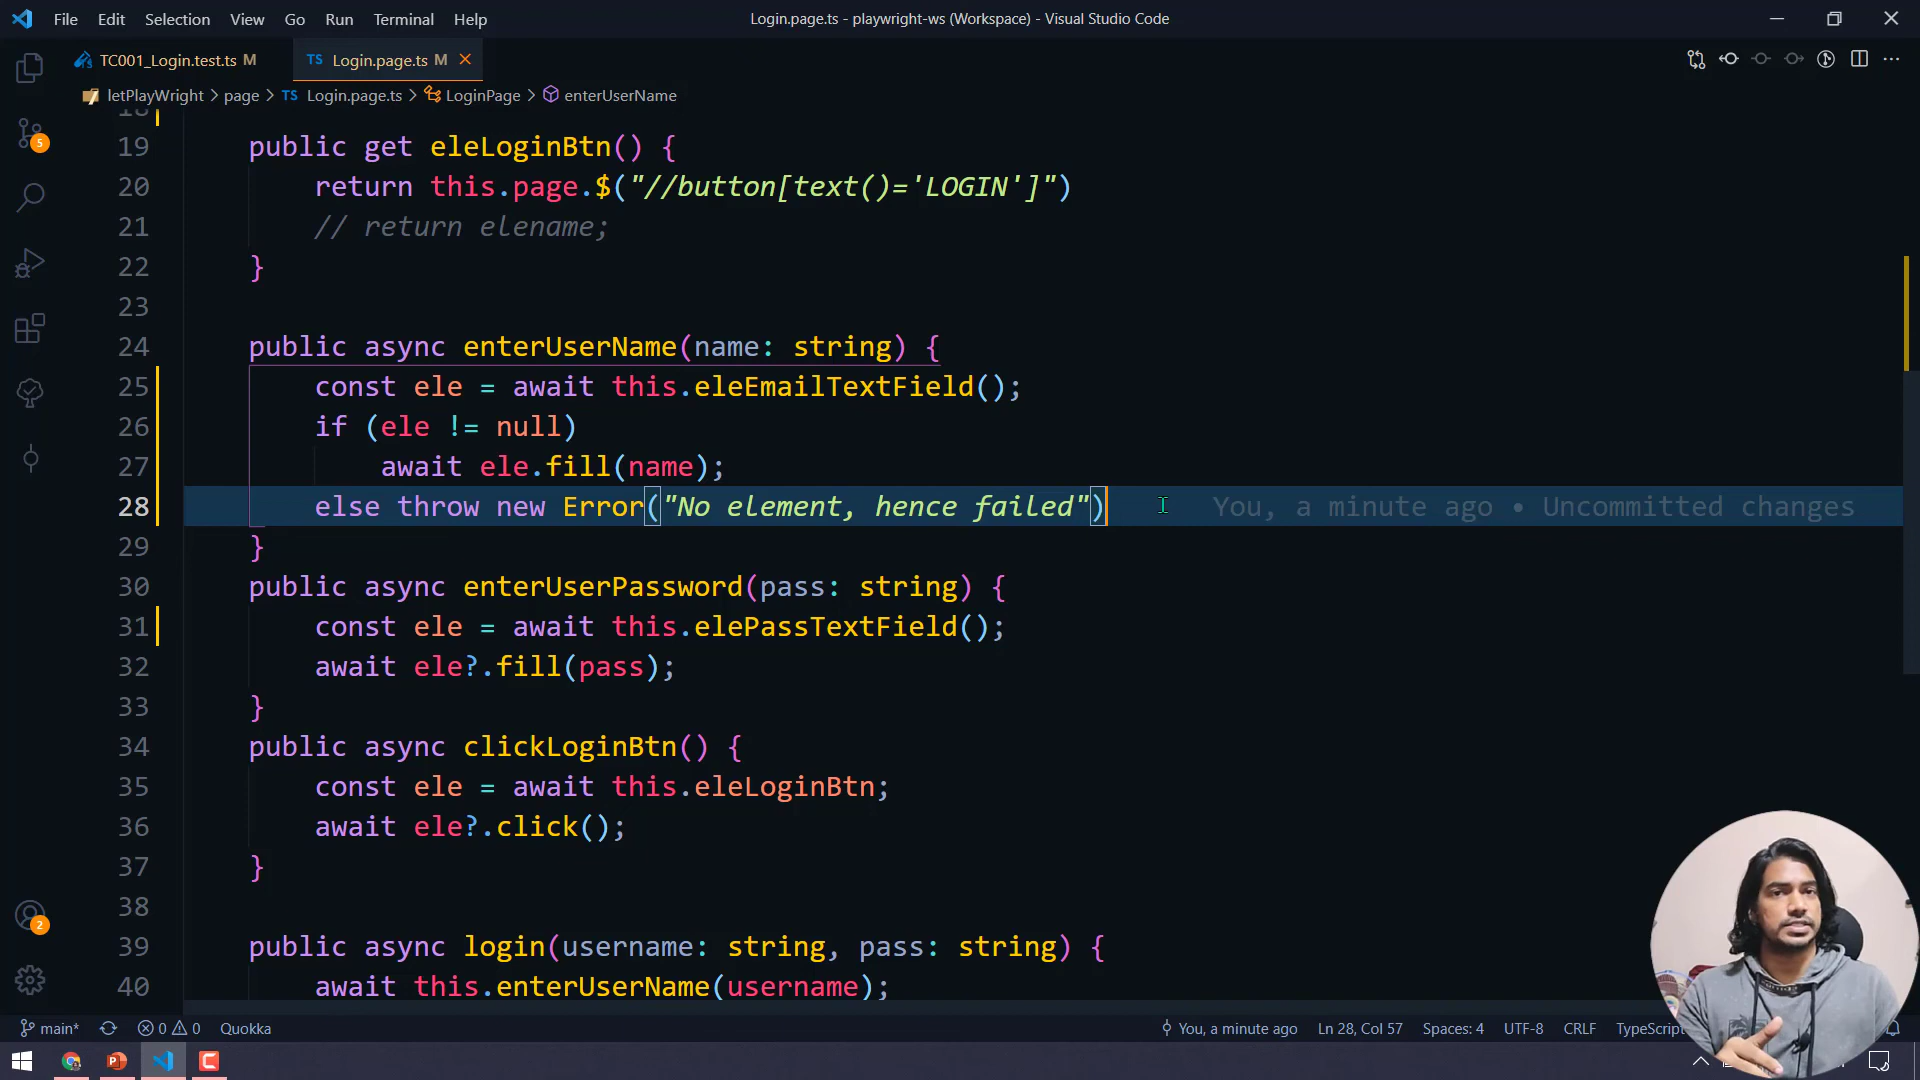 File Edit Selection View Go Run Terminal Help
Login.page.ts - playwright-ws (Workspace) - Visual Studio Code
TC001_Login.test.ts M
TS Login.page.ts M
letPlayWright > page > TS Login.page.ts > LoginPage > enterUserName
18
19 public get eleLoginBtn() {
20 return this.page.$("//button[text()='LOGIN']")
21 // return elename;
22 }
23
24 public async enterUserName(name: string) {
25 const ele = await this.eleEmailTextField();
26 if (ele != null)
27 await ele.fill(name);
28 else throw new Error("No element, hence failed") You, a minute ago • Uncommitted changes
29 }
30 public async enterUserPassword(pass: string) {
31 const ele = await this.elePassTextField();
32 await ele?.fill(pass);
33 }
34 public async clickLoginBtn() {
35 const ele = await this.eleLoginBtn;
36 await ele?.click();
37 }
38
39 public async login(username: string, pass: string) {
40 await this.enterUserName(username);
5
2
main* 0 0 Quokka
You, a minute ago Ln 28, Col 57 Spaces: 4 UTF-8 CRLF TypeScript